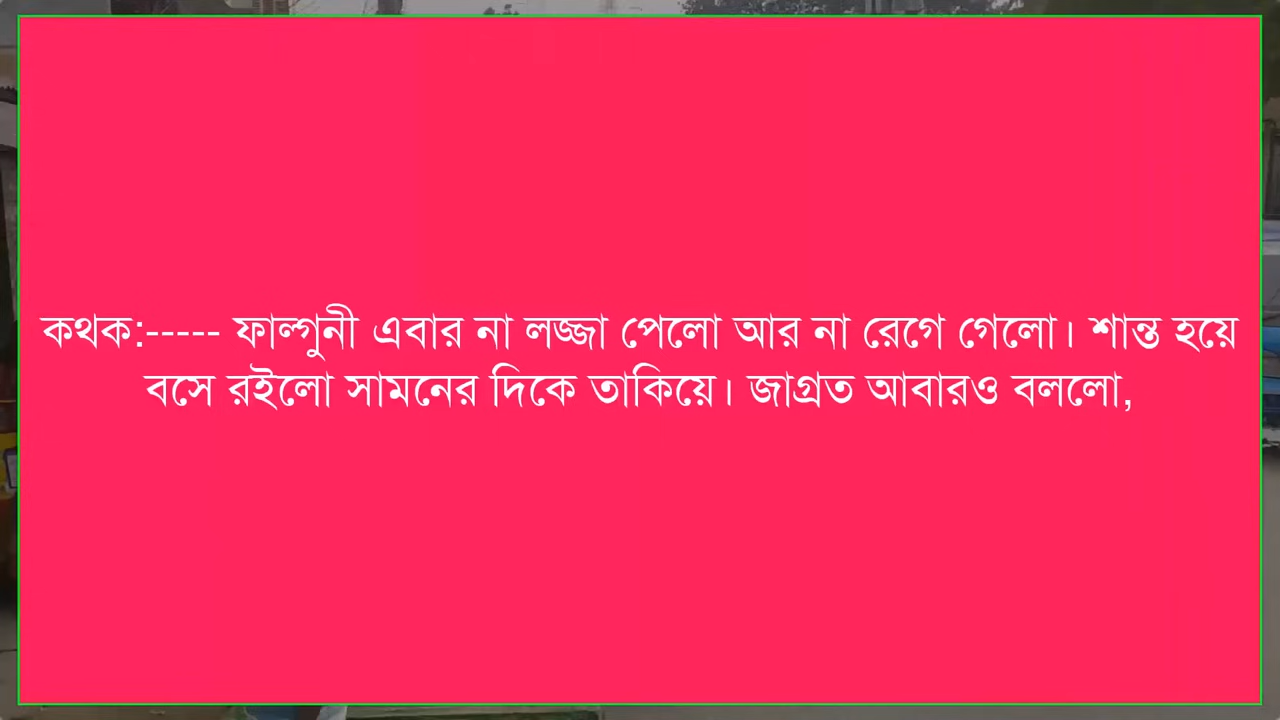 কথক:----- ফাল্গুনী এবার না লজ্জা পেলো আর না রেগে গেলো। শান্ত হয়ে
বসে রইলো সামনের দিকে তাকিয়ে। জাগ্রত আবারও বললো,